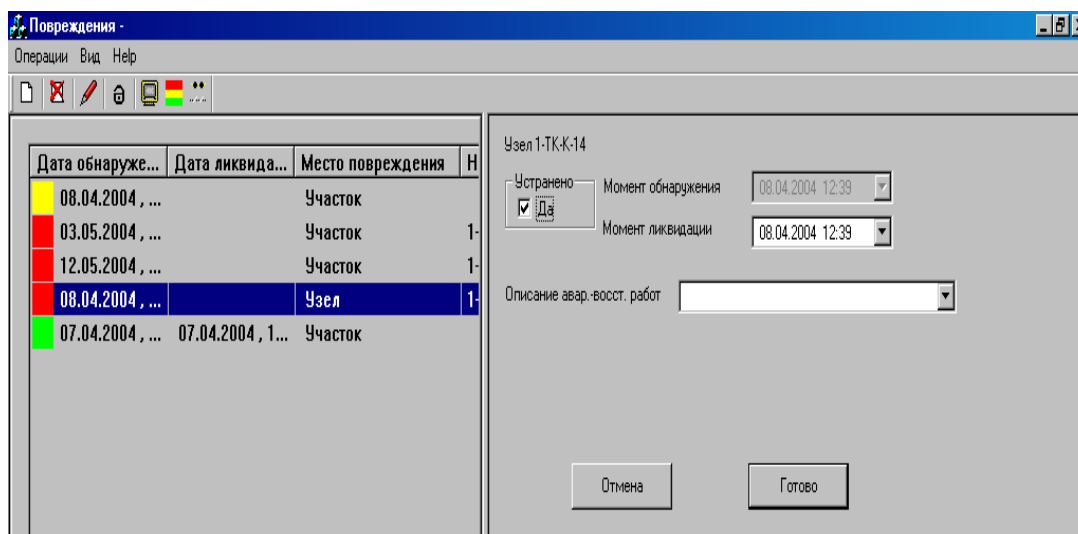 Повреждения -
Операции Вид Help
Дата обнаруже... Дата ликвида... Место повреждения Н
08.04.2004 , ... Участок
03.05.2004 , ... Участок 1-
12.05.2004 , ... Участок 1-
08.04.2004 , ... Узел 1-
07.04.2004 , ... 07.04.2004 , 1... Участок
Узел 1-ТК-К-14
Устранено
Да
Момент обнаружения 08.04.2004 12:39
Момент ликвидации 08.04.2004 12:39
Описание авар.-восст. работ
Отмена Готово